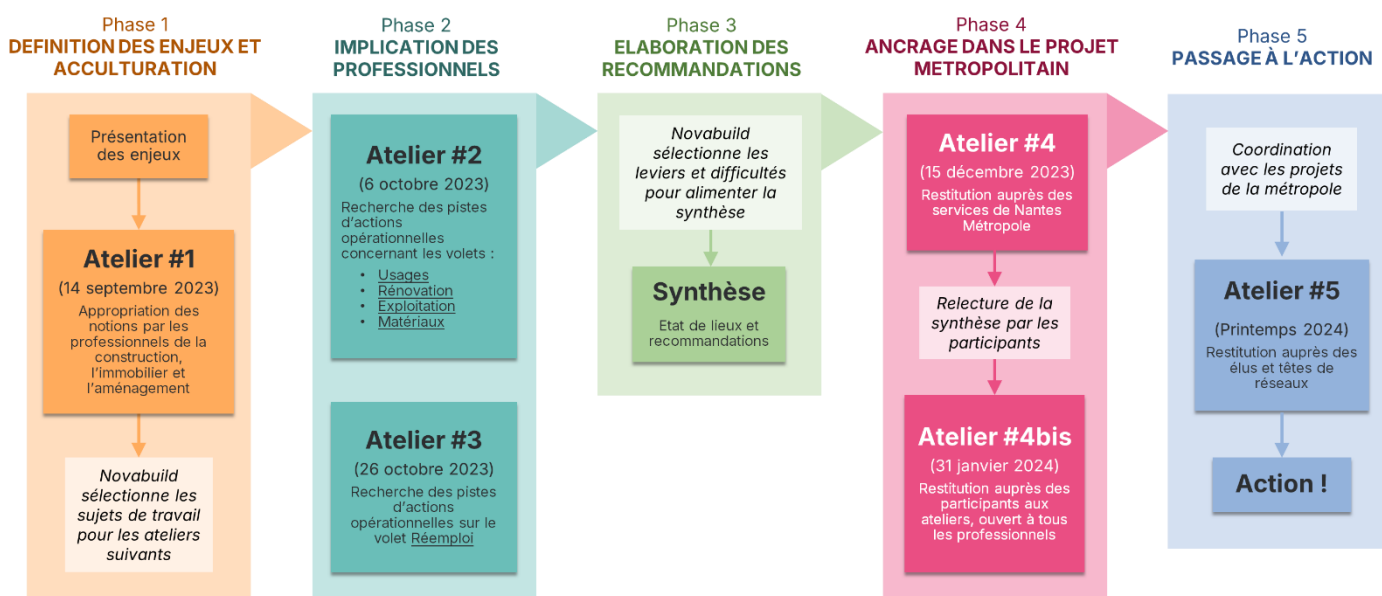 Phase 1
DEFINITION DES ENJEUX ET
ACCULTURATION
Présentation
des enjeux
Atelier #1
(14 septembre 2023)
Appropriation des
notions par les
professionnels de la
construction,
l’immobilier et
l’aménagement
Novabuild
sélectionne les
sujets de travail
pour les ateliers
suivants
Phase 2
IMPLICATION DES
PROFESSIONNELS
Atelier #2
(6 octobre 2023)
Recherche des pistes
d’actions
opérationnelles
concernant les volets :
• Usages
• Rénovation
• Exploitation
• Matériaux
Atelier #3
(26 octobre 2023)
Recherche des pistes
d’actions
opérationnelles sur le
volet Réemploi
Phase 3
ELABORATION DES
RECOMMANDATIONS
Novabuild
sélectionne les
leviers et difficultés
pour alimenter la
synthèse
Synthèse
Etat de lieux et
recommandations
Phase 4
ANCRAGE DANS LE PROJET
METROPOLITAIN
Atelier #4
(15 décembre 2023)
Restitution auprès des
services de Nantes
Métropole
Relecture de la
synthèse par les
participants
Atelier #4bis
(31 janvier 2024)
Restitution auprès des
participants aux
ateliers, ouvert à tous
les professionnels
Phase 5
PASSAGE À L’ACTION
Coordination
avec les projets
de la métropole
Atelier #5
(Printemps 2024)
Restitution auprès des
élus et têtes de
réseaux
Action !